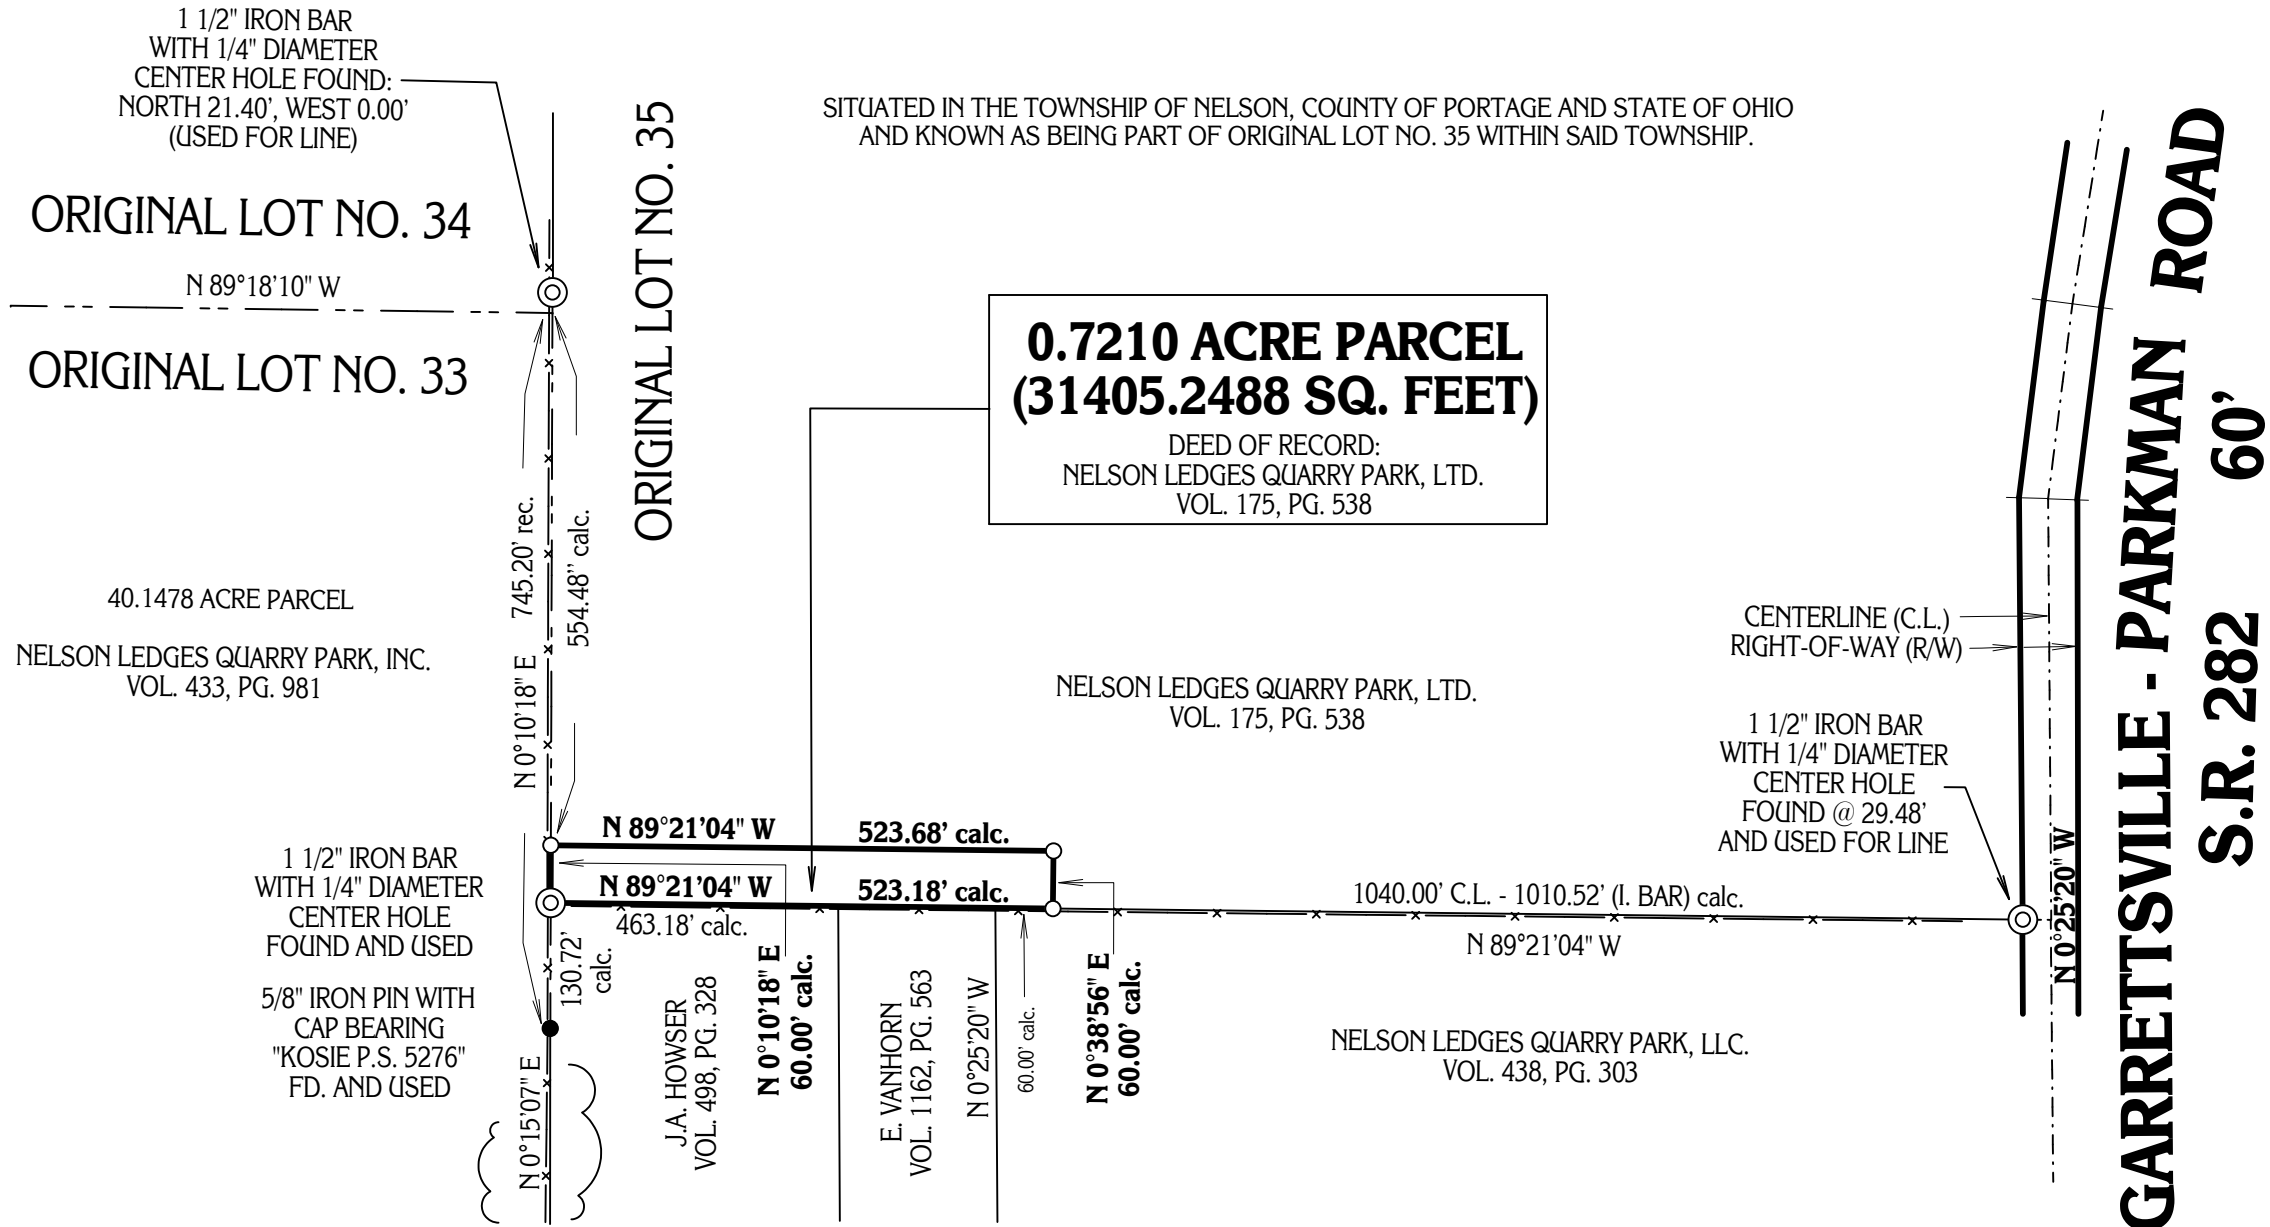 1 1/2" IRON BAR
WITH 1/4" DIAMETER
CENTER HOLE FOUND:
NORTH 21.40', WEST 0.00'
(USED FOR LINE)
SITUATED IN THE TOWNSHIP OF NELSON, COUNTY OF PORTAGE AND STATE OF OHIO
AND KNOWN AS BEING PART OF ORIGINAL LOT NO. 35 WITHIN SAID TOWNSHIP.
ORIGINAL LOT NO. 34
N 89°18'10" W
ORIGINAL LOT NO. 33
ORIGINAL LOT NO. 35
0.7210 ACRE PARCEL
(31405.2488 SQ. FEET)
DEED OF RECORD:
NELSON LEDGES QUARRY PARK, LTD.
VOL. 175, PG. 538
N 0°10'18" E 745.20' rec.
554.48'' calc.
40.1478 ACRE PARCEL
NELSON LEDGES QUARRY PARK, INC.
VOL. 433, PG. 981
NELSON LEDGES QUARRY PARK, LTD.
VOL. 175, PG. 538
CENTERLINE (C.L.)
RIGHT-OF-WAY (R/W)
1 1/2" IRON BAR
WITH 1/4" DIAMETER
CENTER HOLE
FOUND @ 29.48'
AND USED FOR LINE
GARRETTSVILLE - PARKMAN ROAD
S.R. 282 60'
N 0°25'20" W
N 89°21'04" W 523.68' calc.
N 89°21'04" W 523.18' calc.
463.18' calc.
1040.00' C.L. - 1010.52' (I. BAR) calc.
N 89°21'04" W
1 1/2" IRON BAR
WITH 1/4" DIAMETER
CENTER HOLE
FOUND AND USED
5/8" IRON PIN WITH
CAP BEARING
"KOSIE P.S. 5276"
FD. AND USED
130.72'
calc.
N 0°15'07" E
J.A. HOWSER
VOL. 498, PG. 328
N 0°10'18" E
60.00' calc.
E. VANHORN
VOL. 1162, PG. 563
N 0°25'20" W
60.00' calc.
N 0°38'56" E
60.00' calc.
NELSON LEDGES QUARRY PARK, LLC.
VOL. 438, PG. 303